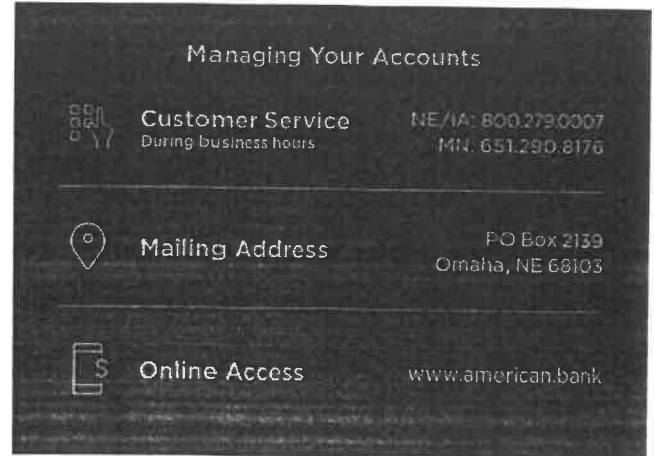 Managing Your Accounts
Customer Service
During business hours
NE/IA: 800.279.0007
MN: 651.290.8176
Mailing Address
PO Box 2139
Omaha, NE 68103
Online Access
www.american.bank